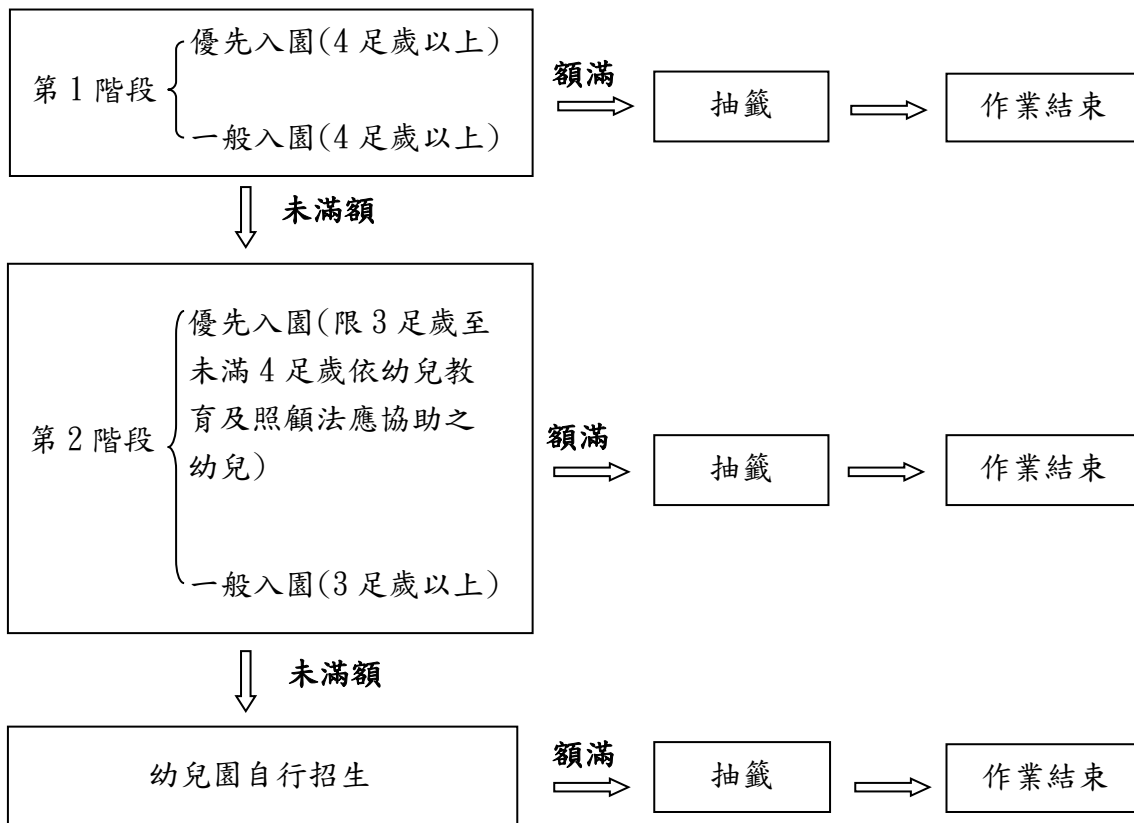 優先入園(4足歲以上)
第1階段
一般入園(4足歲以上)
額滿
抽籤
作業結束
未滿額
優先入園(限3足歲至
未滿4足歲依幼兒教
育及照顧法應協助之
幼兒)
第2階段
一般入園(3足歲以上)
額滿
抽籤
作業結束
未滿額
幼兒園自行招生
額滿
抽籤
作業結束